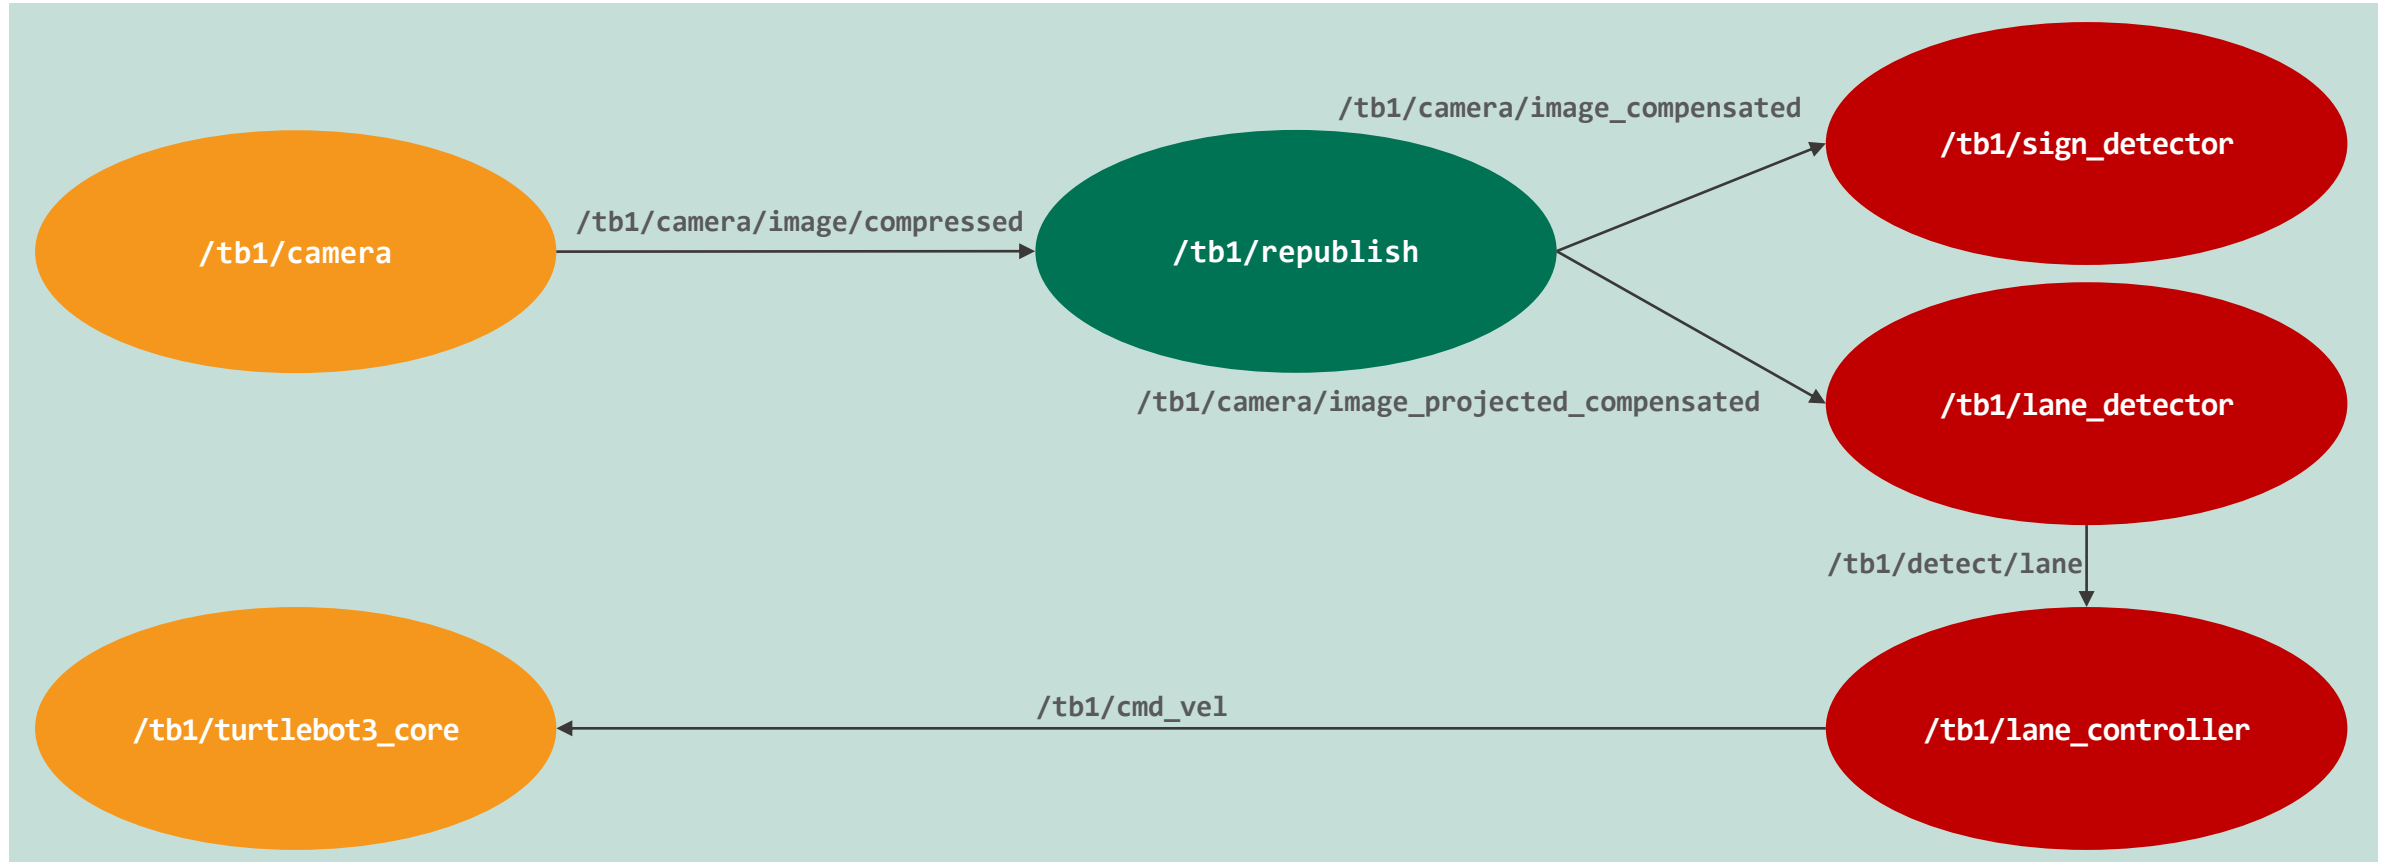 /tb1/camera/image_compensated
/tb1/sign_detector
/tb1/camera
/tb1/camera/image/compressed
/tb1/republish
/tb1/camera/image_projected_compensated
/tb1/lane_detector
/tb1/detect/lane
/tb1/turtlebot3_core
/tb1/cmd_vel
/tb1/lane_controller